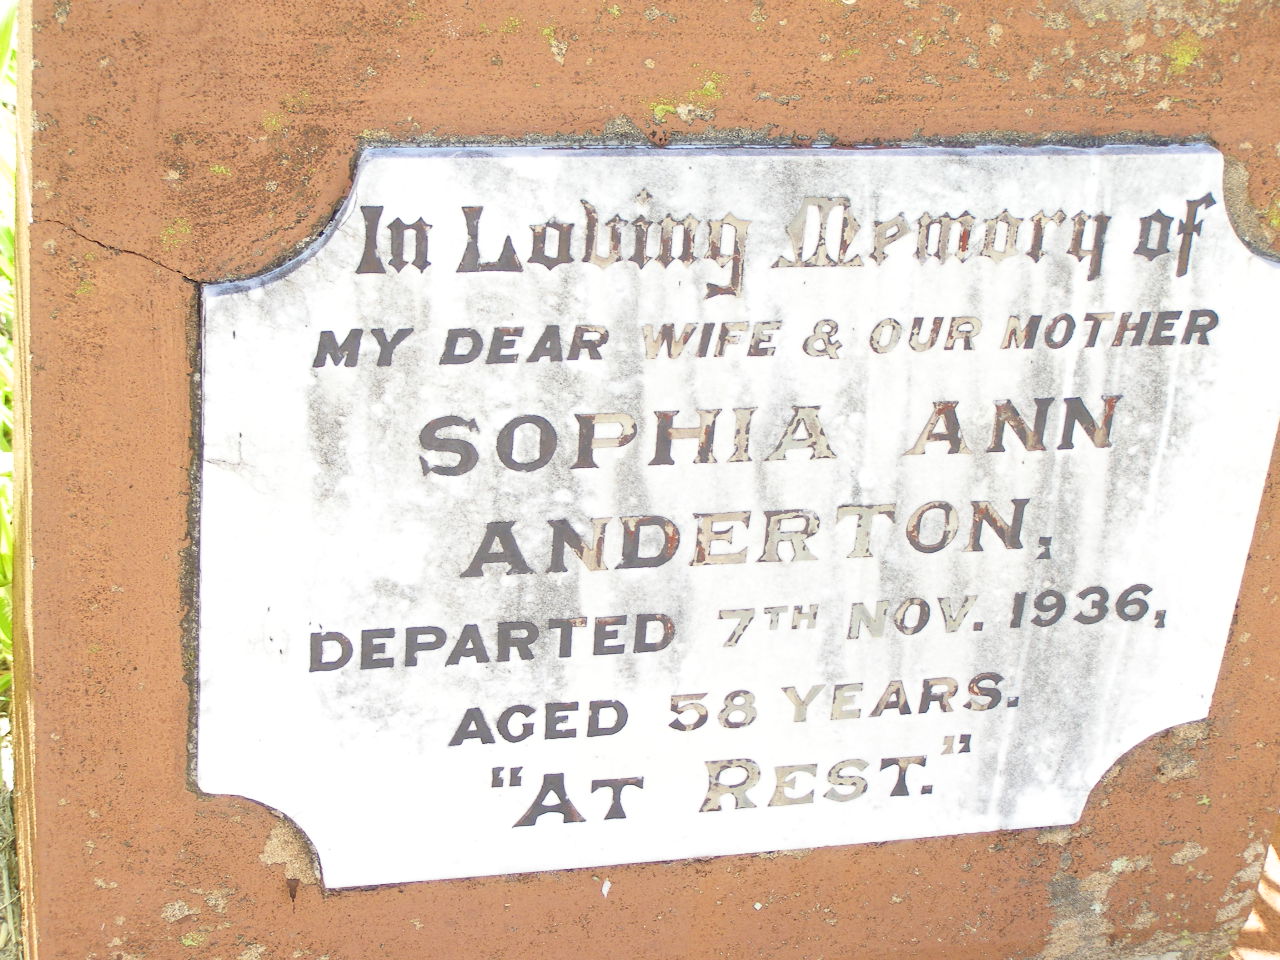 In Loving Memory of
MY DEAR WIFE & OUR MOTHER
SOPHIA ANN
ANDERTON,
DEPARTED 7TH NOV. 1936,
AGED 58 YEARS.
"AT REST."